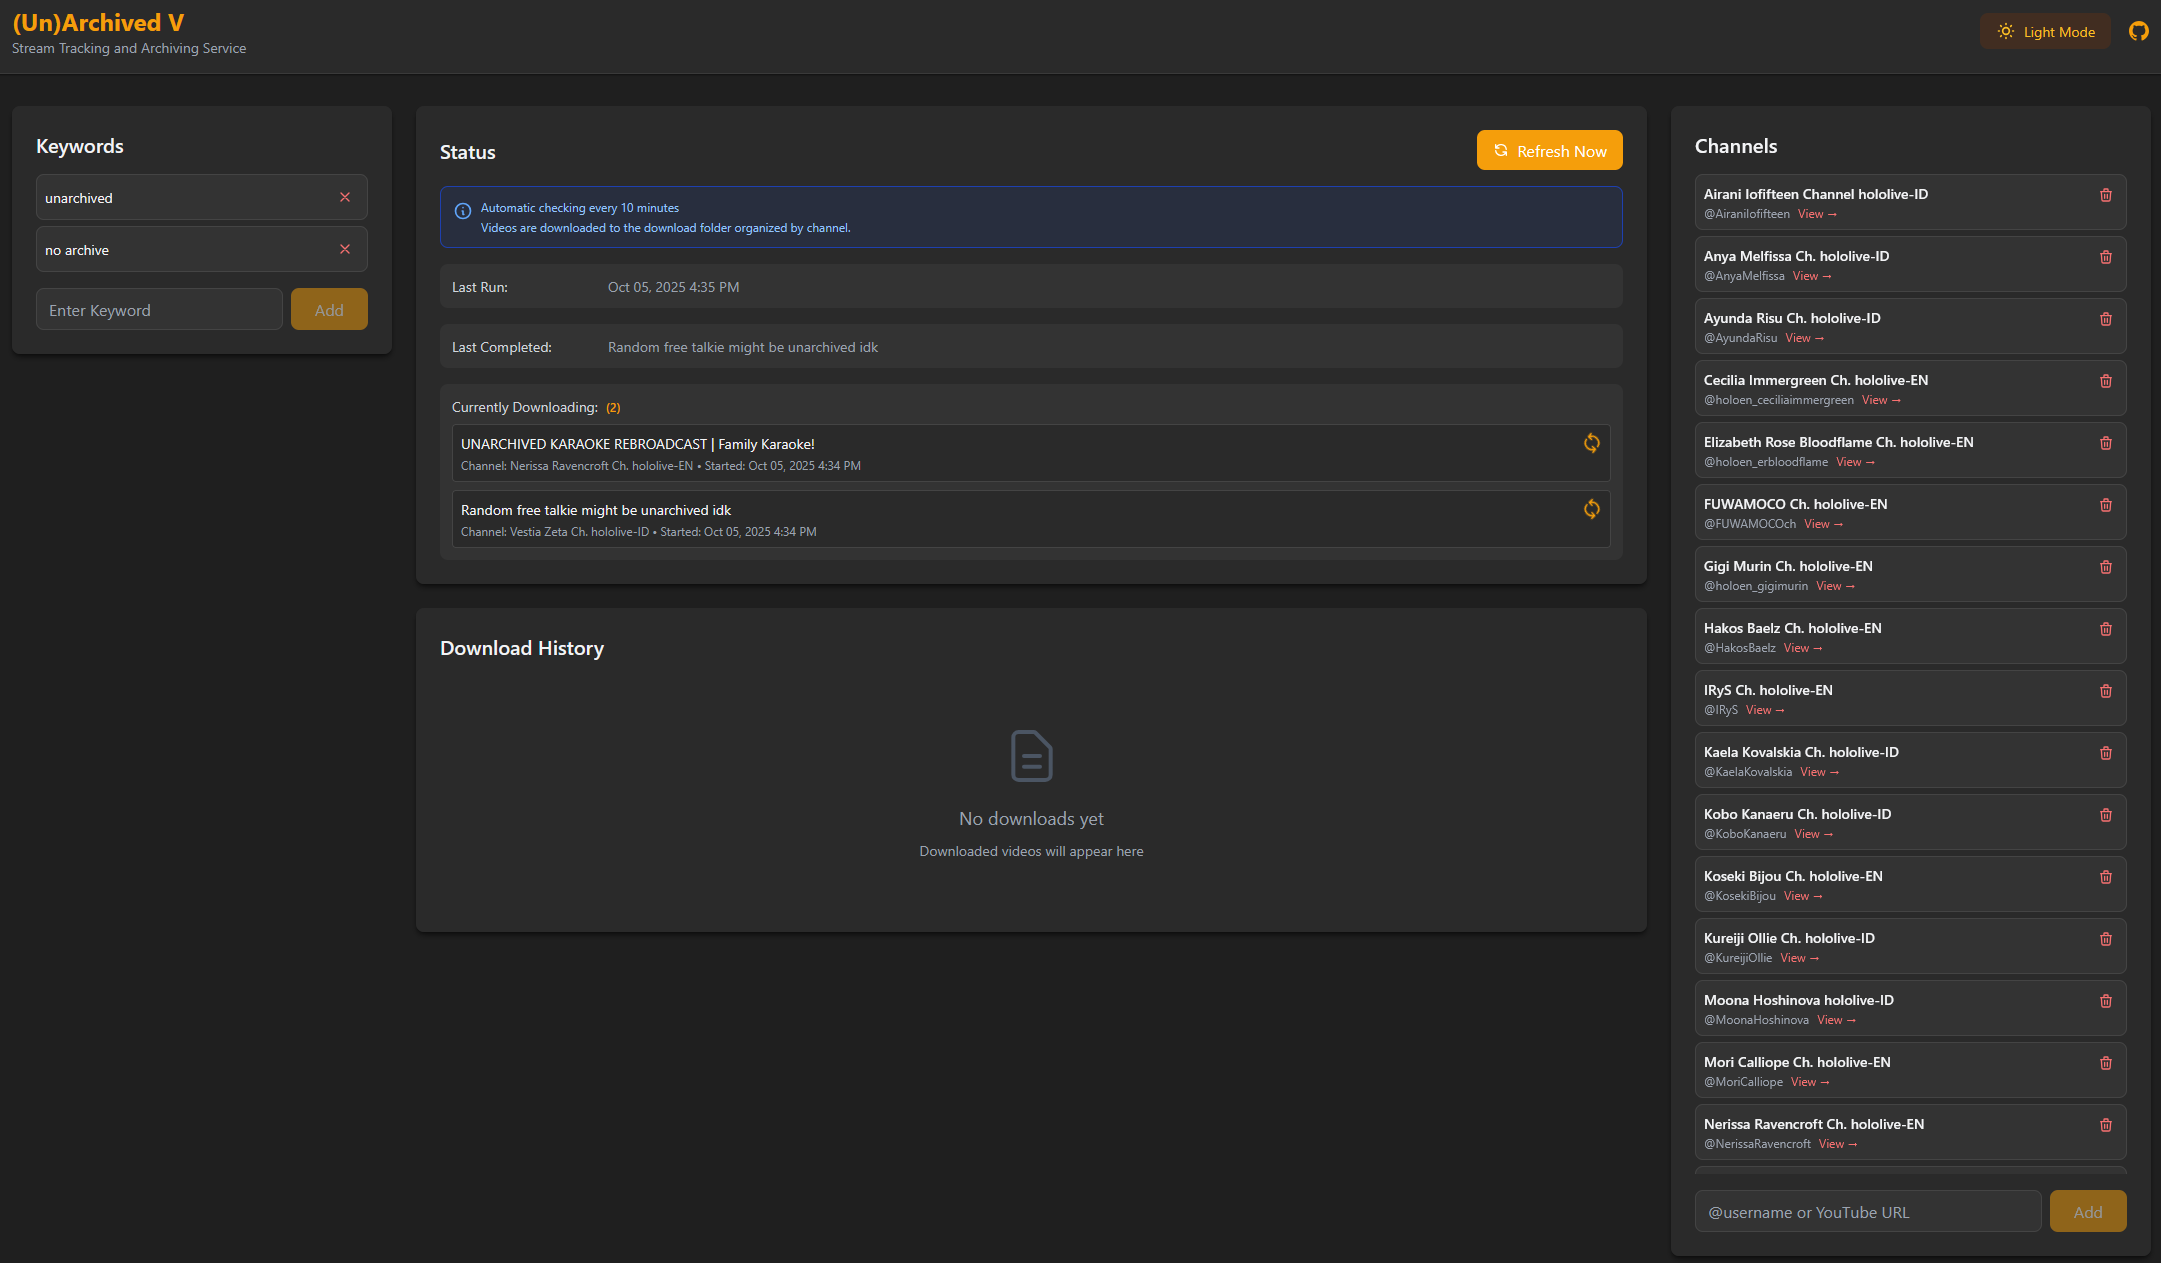 (Un)Archived V
Stream Tracking and Archiving Service
Light Mode
Keywords
unarchived
no archive
Enter Keyword
Add
Status
Refresh Now
Automatic checking every 10 minutes
Videos are downloaded to the download folder organized by channel.
Last Run: Oct 05, 2025 4:35 PM
Last Completed: Random free talkie might be unarchived idk
Currently Downloading: (2)
UNARCHIVED KARAOKE REBROADCAST | Family Karaoke!
Channel: Nerissa Ravencroft Ch. hololive-EN • Started: Oct 05, 2025 4:34 PM
Random free talkie might be unarchived idk
Channel: Vestia Zeta Ch. hololive-ID • Started: Oct 05, 2025 4:34 PM
Download History
No downloads yet
Downloaded videos will appear here
Channels
Airani Iofifteen Channel hololive-ID
@AiraniIofifteen View →
Anya Melfissa Ch. hololive-ID
@AnyaMelfissa View →
Ayunda Risu Ch. hololive-ID
@AyundaRisu View →
Cecilia Immergreen Ch. hololive-EN
@holoen_ceciliaimmergreen View →
Elizabeth Rose Bloodflame Ch. hololive-EN
@holoen_erbloodflame View →
FUWAMOCO Ch. hololive-EN
@FUWAMOCOch View →
Gigi Murin Ch. hololive-EN
@holoen_gigimurin View →
Hakos Baelz Ch. hololive-EN
@HakosBaelz View →
IRyS Ch. hololive-EN
@IRyS View →
Kaela Kovalskia Ch. hololive-ID
@KaelaKovalskia View →
Kobo Kanaeru Ch. hololive-ID
@KoboKanaeru View →
Koseki Bijou Ch. hololive-EN
@KosekiBijou View →
Kureiji Ollie Ch. hololive-ID
@KureijiOllie View →
Moona Hoshinova hololive-ID
@MoonaHoshinova View →
Mori Calliope Ch. hololive-EN
@MoriCalliope View →
Nerissa Ravencroft Ch. hololive-EN
@NerissaRavencroft View →
@username or YouTube URL
Add